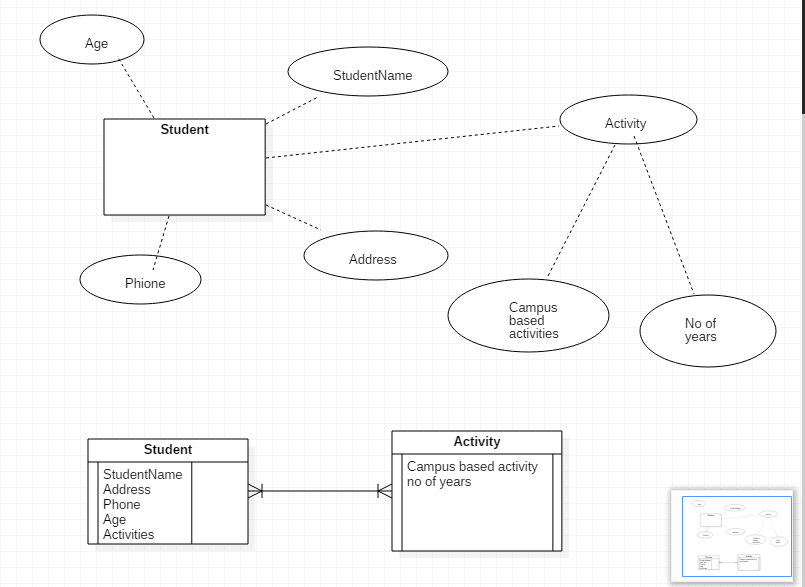 Age
StudentName
Student
Activity
Address
Phione
Campus
based
activities
No of
years
Student
StudentName
Address
Phone
Age
Activities
Activity
Campus based activity
no of years